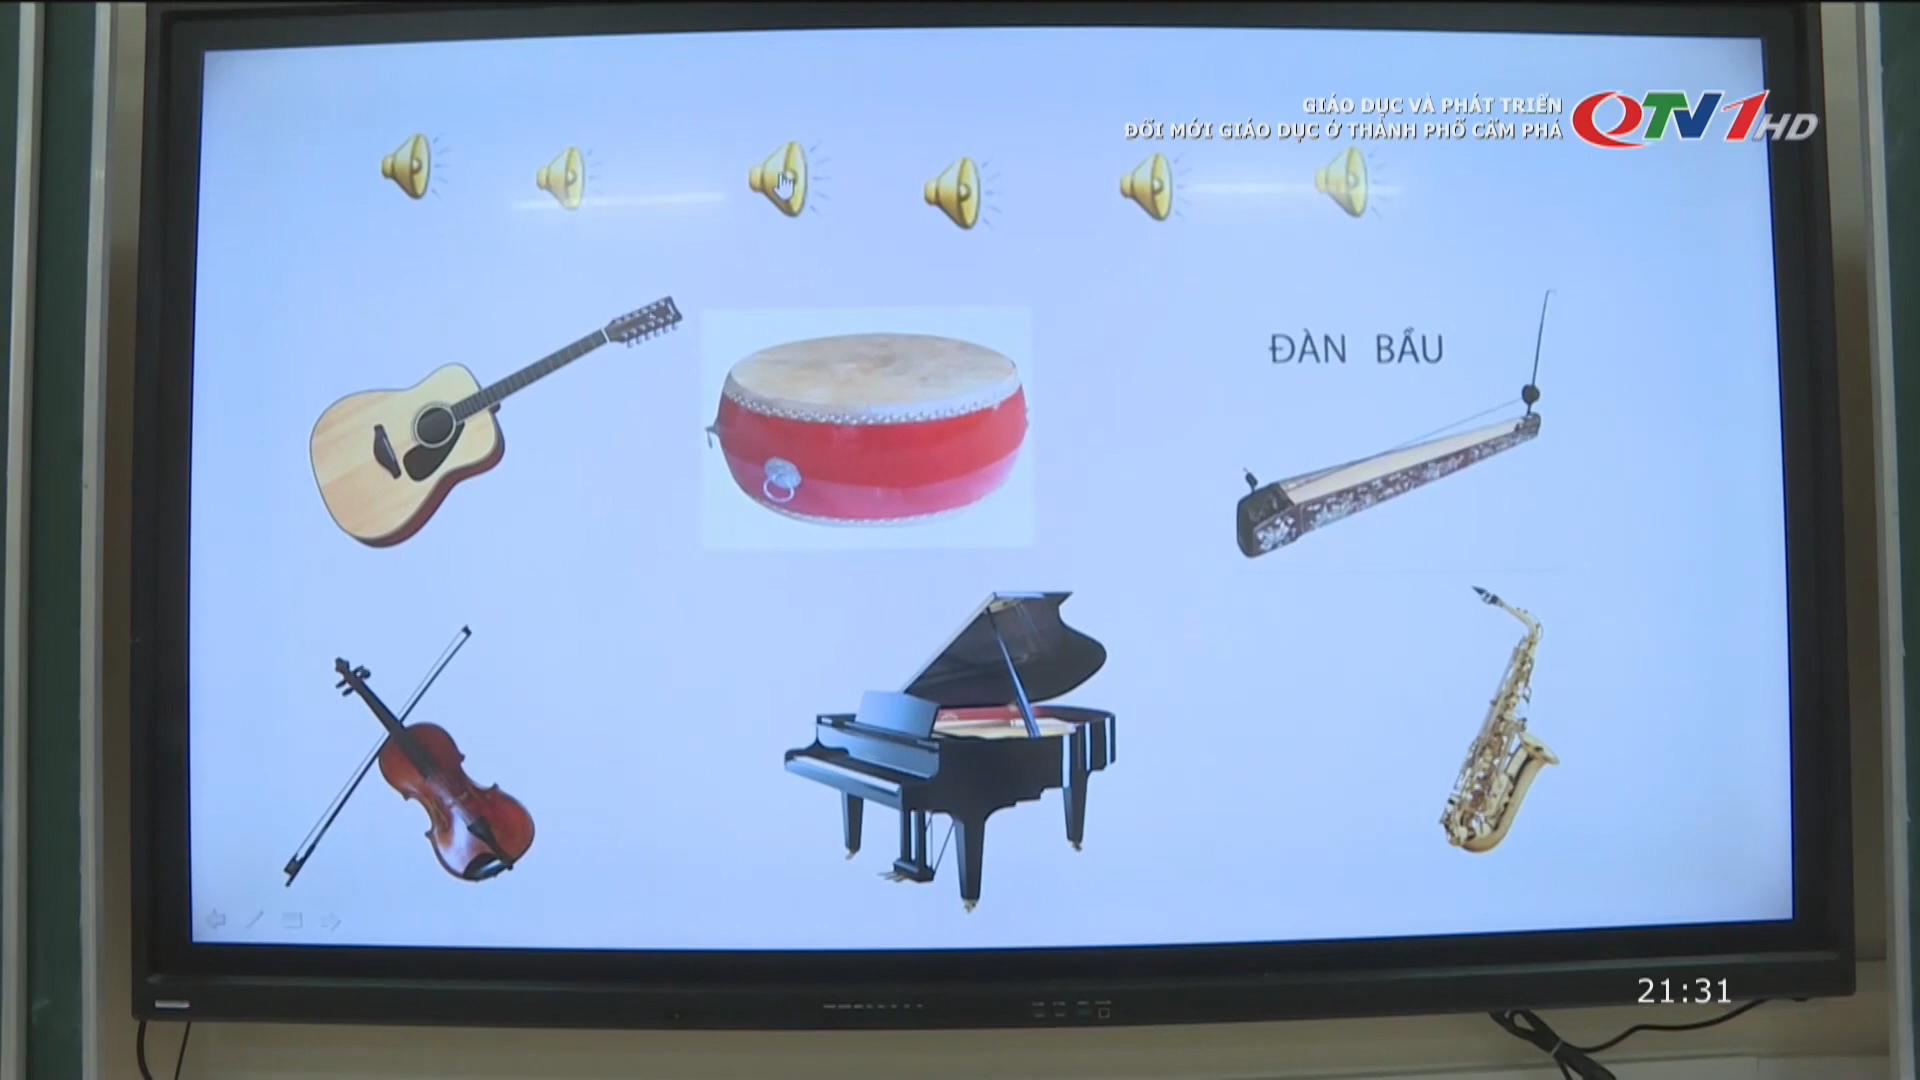 GIÁO DỤC VÀ PHÁT TRIỂN
ĐỔI MỚI GIÁO DỤC Ở THÀNH PHỐ CẨM PHẢ
QTV1HD
ĐÀN BẦU
21:31